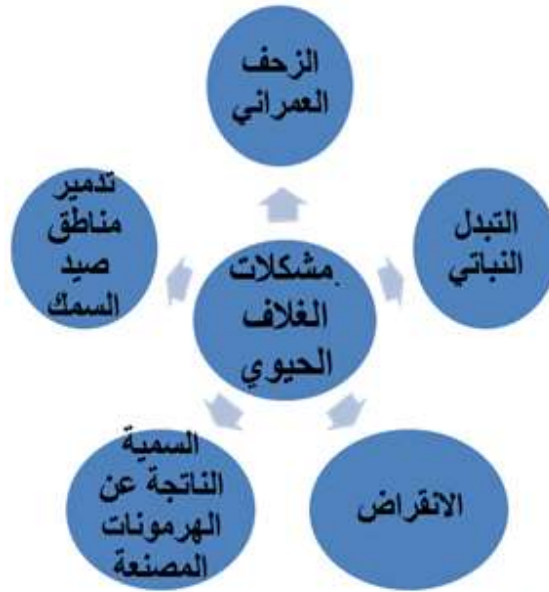 الزحف
العمراني
التبدل
النباتي
تدمير
مناطق
صيد
السمك
مشكلات
الغلاف
الحيوي
السمية
الناتجة عن
الهرمونات
المصنعة
الانقراض